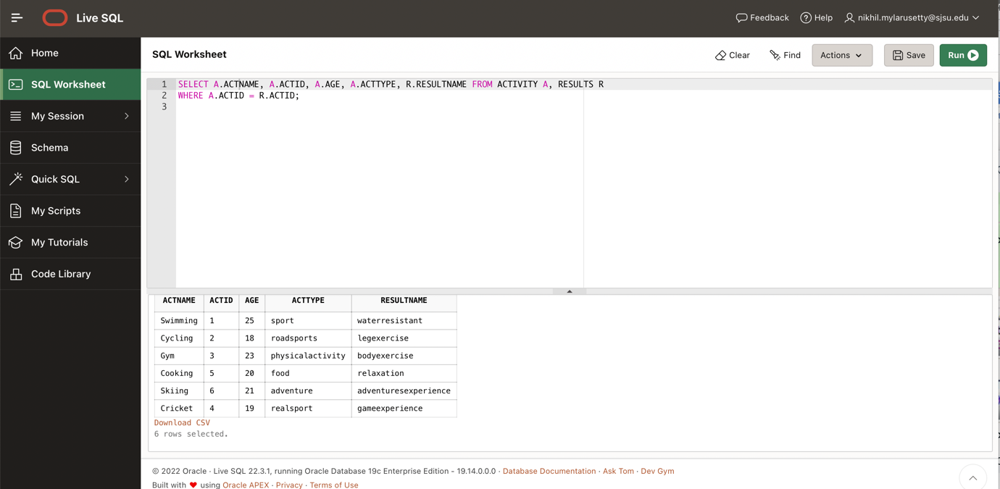 Live SQL
Feedback Help nikhil.mylarusetty@sjsu.edu
Home
SQL Worksheet
My Session
Schema
Quick SQL
My Scripts
My Tutorials
Code Library
SQL Worksheet
Clear Find Actions Save Run
1 SELECT A.ACTNAME, A.ACTID, A.AGE, A.ACTTYPE, R.RESULTNAME FROM ACTIVITY A, RESULTS R
2 WHERE A.ACTID = R.ACTID;
3
ACTNAME ACTID AGE ACTTYPE RESULTNAME
Swimming 1 25 sport waterresistant
Cycling 2 18 roadsports legexercise
Gym 3 23 physicalactivity bodyexercise
Cooking 5 20 food relaxation
Skiing 6 21 adventure adventuresexperience
Cricket 4 19 realsport gameexperience
Download CSV
6 rows selected.
© 2022 Oracle · Live SQL 22.3.1, running Oracle Database 19c Enterprise Edition - 19.14.0.0.0 · Database Documentation · Ask Tom · Dev Gym
Built with ❤ using Oracle APEX · Privacy · Terms of Use